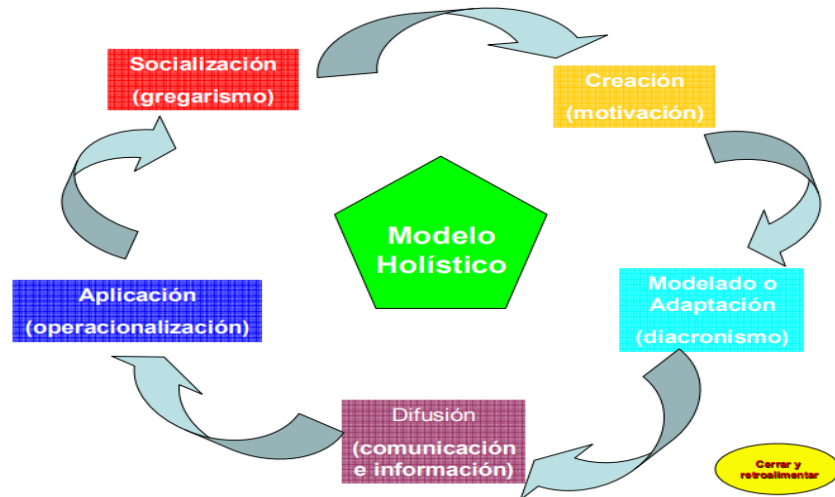 Socialización
(gregarismo)
Creación
(motivación)
Modelo
Holístico
Aplicación
(operacionalización)
Modelado o
Adaptación
(diacronismo)
Difusión
(comunicación
e información)
Cerrar y
retroalimentar